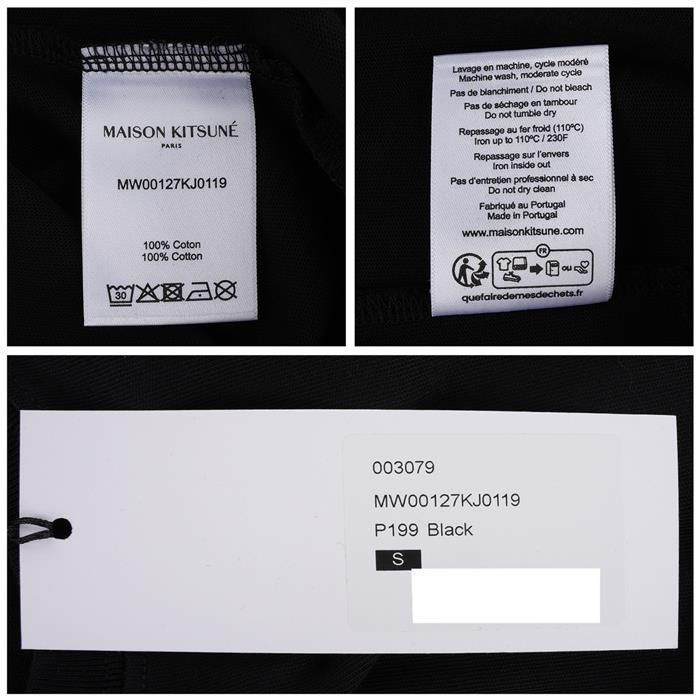 MAISON KITSUNÉ
PARIS
MW00127KJ0119
100% Coton
100% Cotton
30
Lavage en machine, cycle modéré
Machine wash, moderate cycle
Pas de blanchiment / Do not bleach
Pas de séchage en tambour
Do not tumble dry
Repassage au fer froid (110ºC)
Iron up to 110ºC / 230F
Repassage sur l'envers
Iron inside out
Pas d'entretien professionnel à sec
Do not dry clean
Fabriqué au Portugal
Made in Portugal
www.maisonkitsune.com
FR
ou
quefairedemesdechets.fr
003079
MW00127KJ0119
P199 Black
S